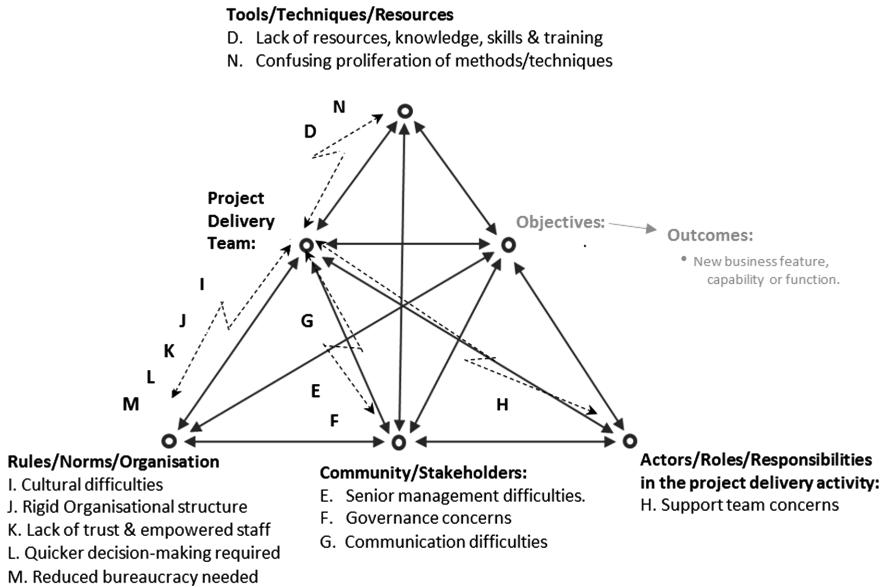 Tools/Techniques/Resources
D. Lack of resources, knowledge, skills & training
N. Confusing proliferation of methods/techniques
N
D
Project
Delivery
Team:
Objectives:
Outcomes:
• New business feature,
capability or function.
I
J
K
L
M
G
E
F
H
Rules/Norms/Organisation
I. Cultural difficulties
J. Rigid Organisational structure
K. Lack of trust & empowered staff
L. Quicker decision-making required
M. Reduced bureaucracy needed
Community/Stakeholders:
E. Senior management difficulties.
F. Governance concerns
G. Communication difficulties
Actors/Roles/Responsibilities
in the project delivery activity:
H. Support team concerns